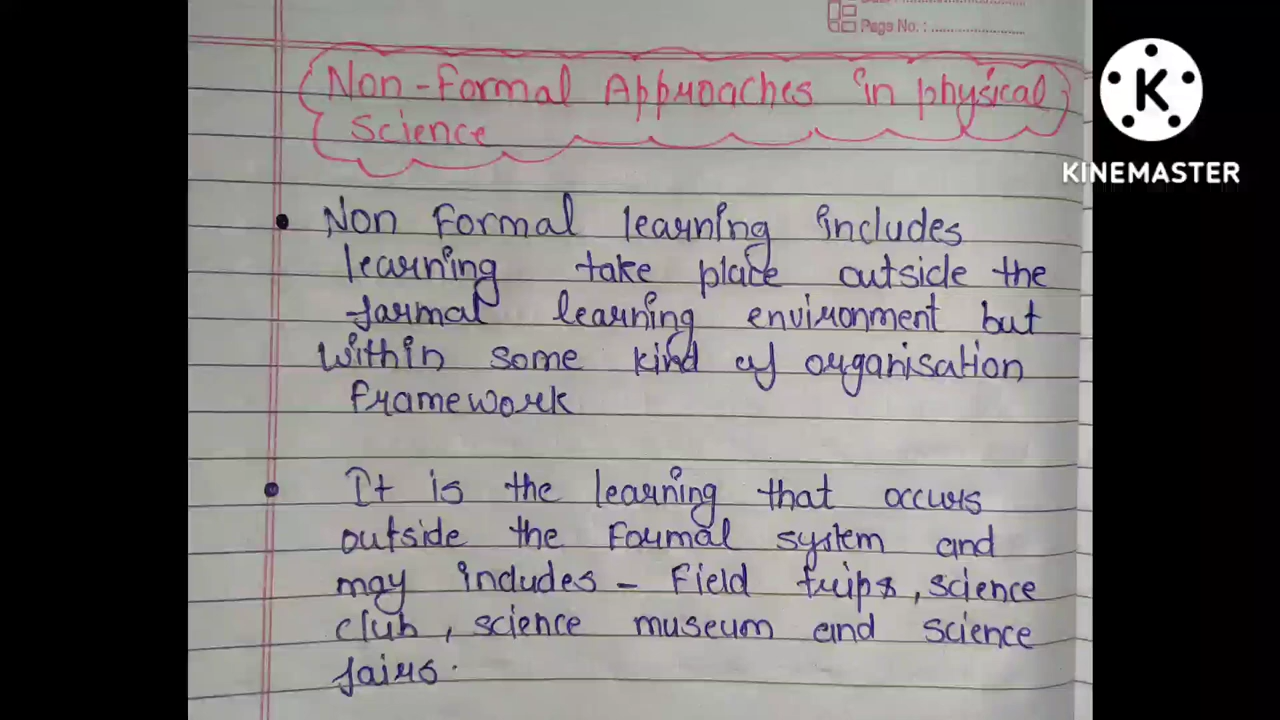 Page No. :
Non-Formal Approaches in physical
science
K
KINEMASTER
Non Formal learning includes
learning take place outside the
formal learning environment but
within some kind of organisation
framework
It is the learning that occurs
outside the Formal system and
may includes - Field trips, science
club, science museum and science
fairs.